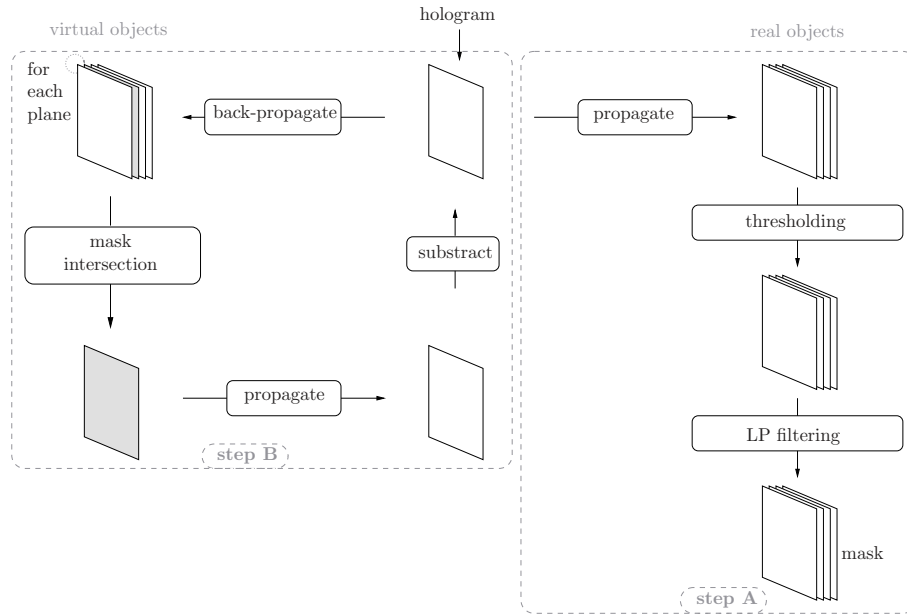 virtual objects
hologram
real objects
for
each
plane
back-propagate
propagate
thresholding
mask
intersection
substract
propagate
LP filtering
step B
mask
step A